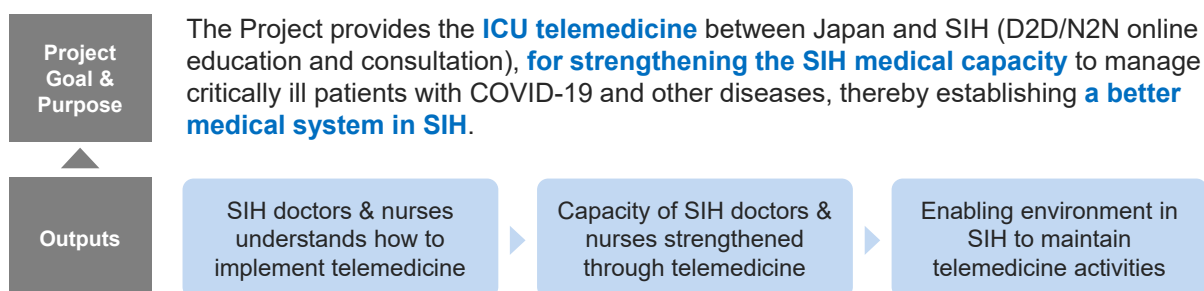 Project
Goal &
Purpose
The Project provides the ICU telemedicine between Japan and SIH (D2D/N2N online
education and consultation), for strengthening the SIH medical capacity to manage
critically ill patients with COVID-19 and other diseases, thereby establishing a better
medical system in SIH.
Outputs
SIH doctors & nurses
understands how to
implement telemedicine
Capacity of SIH doctors &
nurses strengthened
through telemedicine
Enabling environment in
SIH to maintain
telemedicine activities